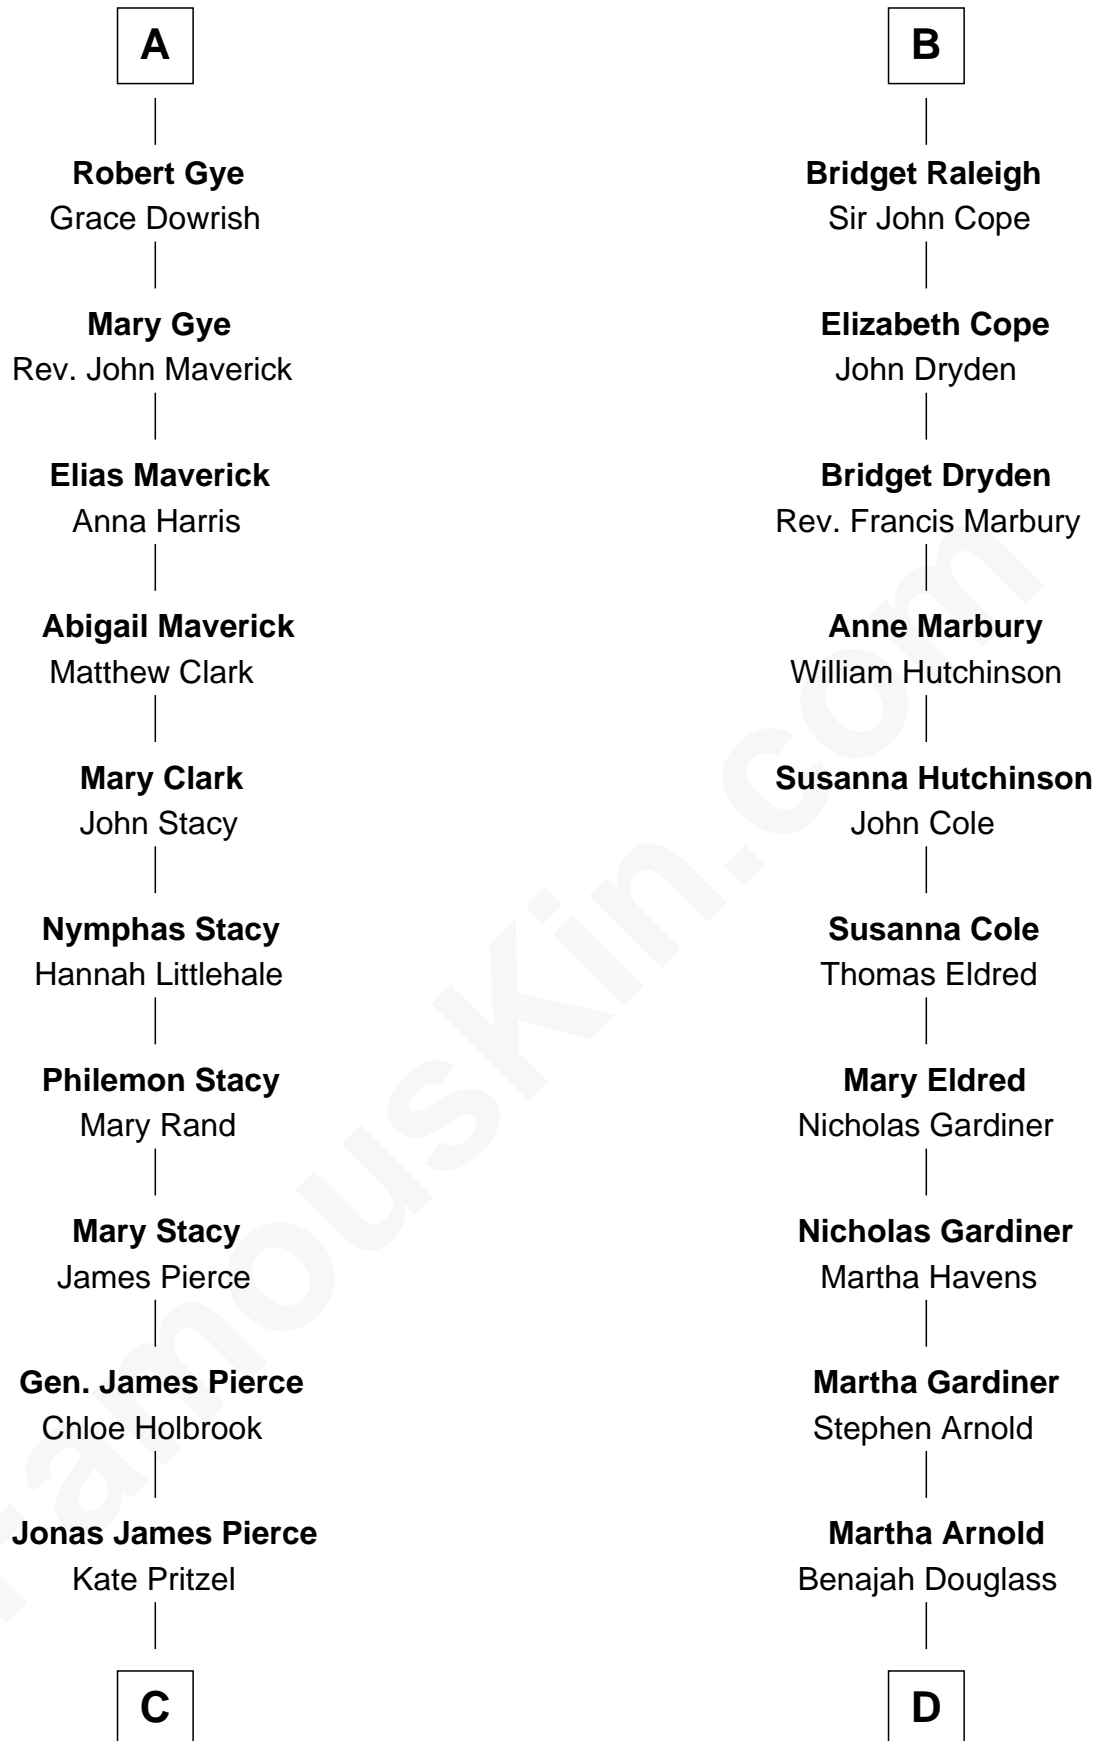 A
Robert Gye
Grace Dowrish
Mary Gye
Rev. John Maverick
Elias Maverick
Anna Harris
Abigail Maverick
Matthew Clark
Mary Clark
John Stacy
Nymphas Stacy
Hannah Littlehale
Philemon Stacy
Mary Rand
Mary Stacy
James Pierce
Gen. James Pierce
Chloe Holbrook
Jonas James Pierce
Kate Pritzel
C
B
Bridget Raleigh
Sir John Cope
Elizabeth Cope
John Dryden
Bridget Dryden
Rev. Francis Marbury
Anne Marbury
William Hutchinson
Susanna Hutchinson
John Cole
Susanna Cole
Thomas Eldred
Mary Eldred
Nicholas Gardiner
Nicholas Gardiner
Martha Havens
Martha Gardiner
Stephen Arnold
Martha Arnold
Benajah Douglass
D
FamousKin.com